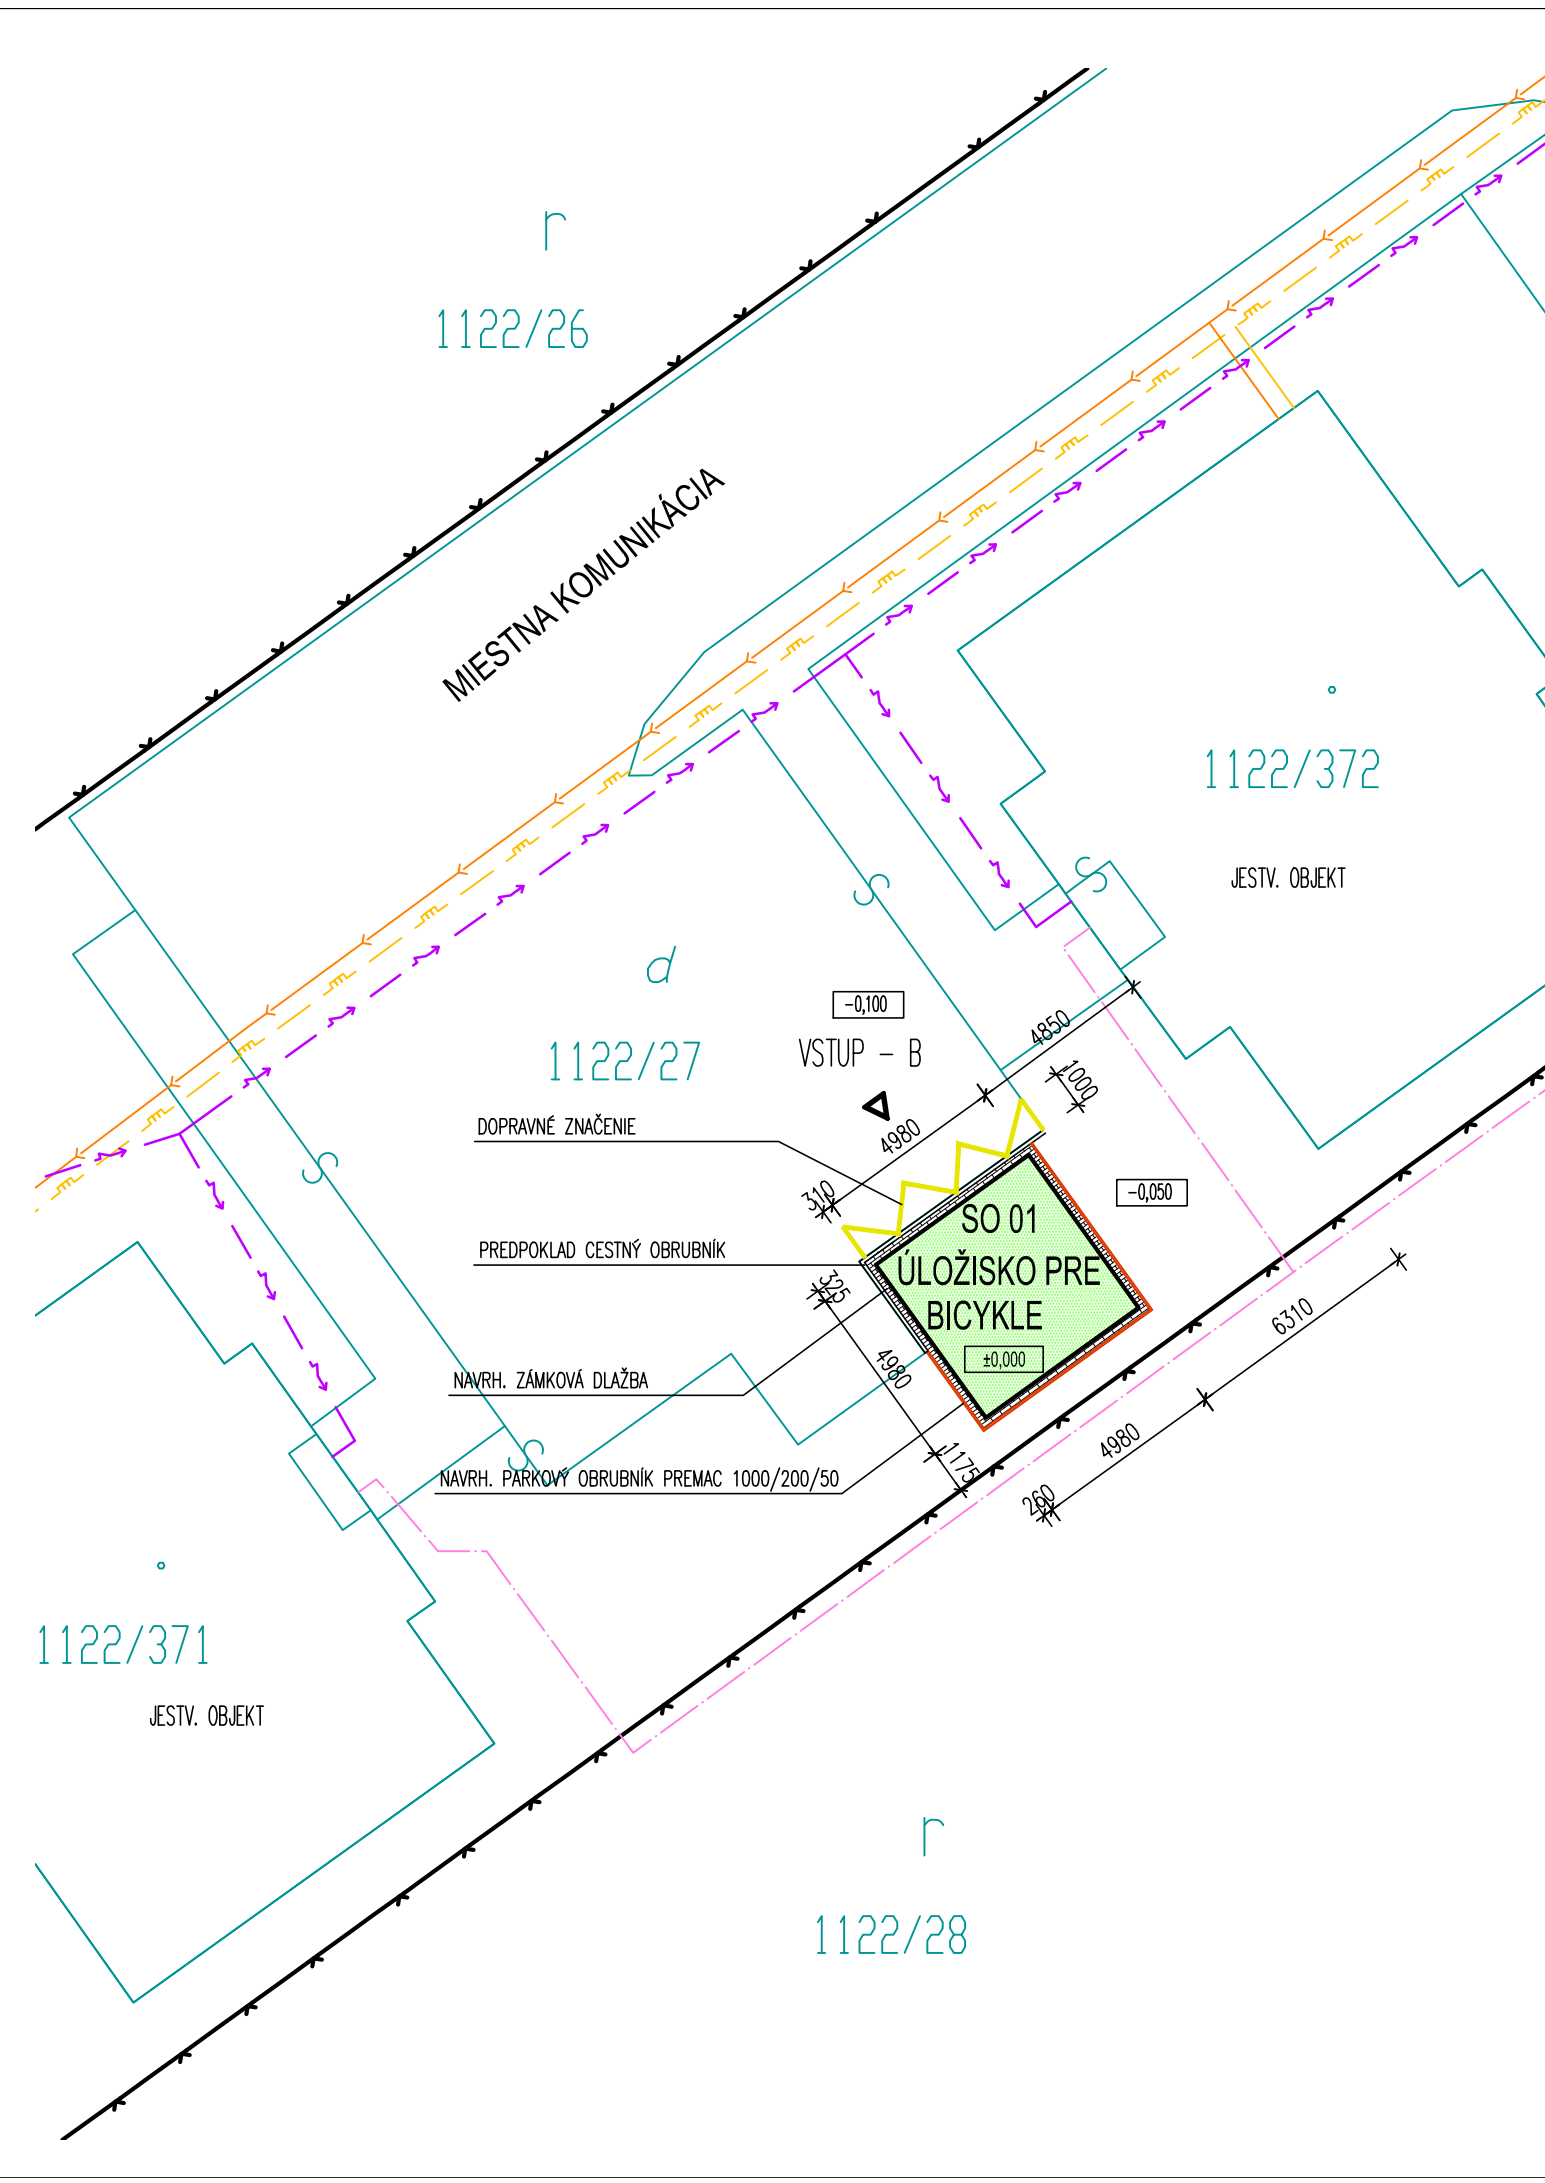 r
1122/26
MIESTNA KOMUNIKÁCIA
1122/372
JESTV. OBJEKT
S
S
d
1122/27
-0,100
VSTUP - B
4850
1000
DOPRAVNÉ ZNAČENIE
4980
310
-0,050
S
SO 01
ÚLOŽISKO PRE
BICYKLE
±0,000
PREDPOKLAD CESTNÝ OBRUBNÍK
325
4980
6310
NAVRH. ZÁMKOVÁ DLAŽBA
4980
S
1175
NAVRH. PARKOVÝ OBRUBNÍK PREMAC 1000/200/50
260
1122/371
JESTV. OBJEKT
r
1122/28